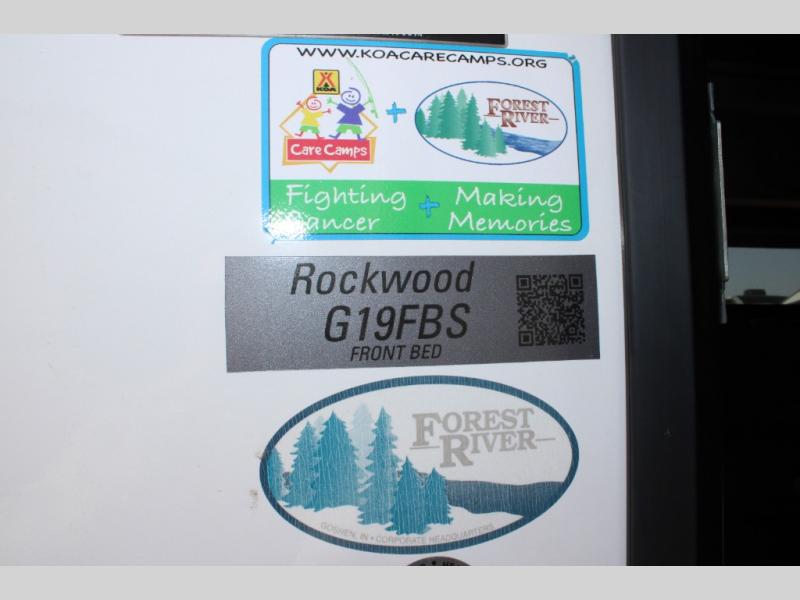 WWW.KOACARECAMPS.ORG
KOA
Care Camps
+
FOREST
RIVER
Fighting + Making
ancer Memories
Rockwood
G19FBS
FRONT BED
FOREST
RIVER
GOSHEN, IN • CORPORATE HEADQUARTERS